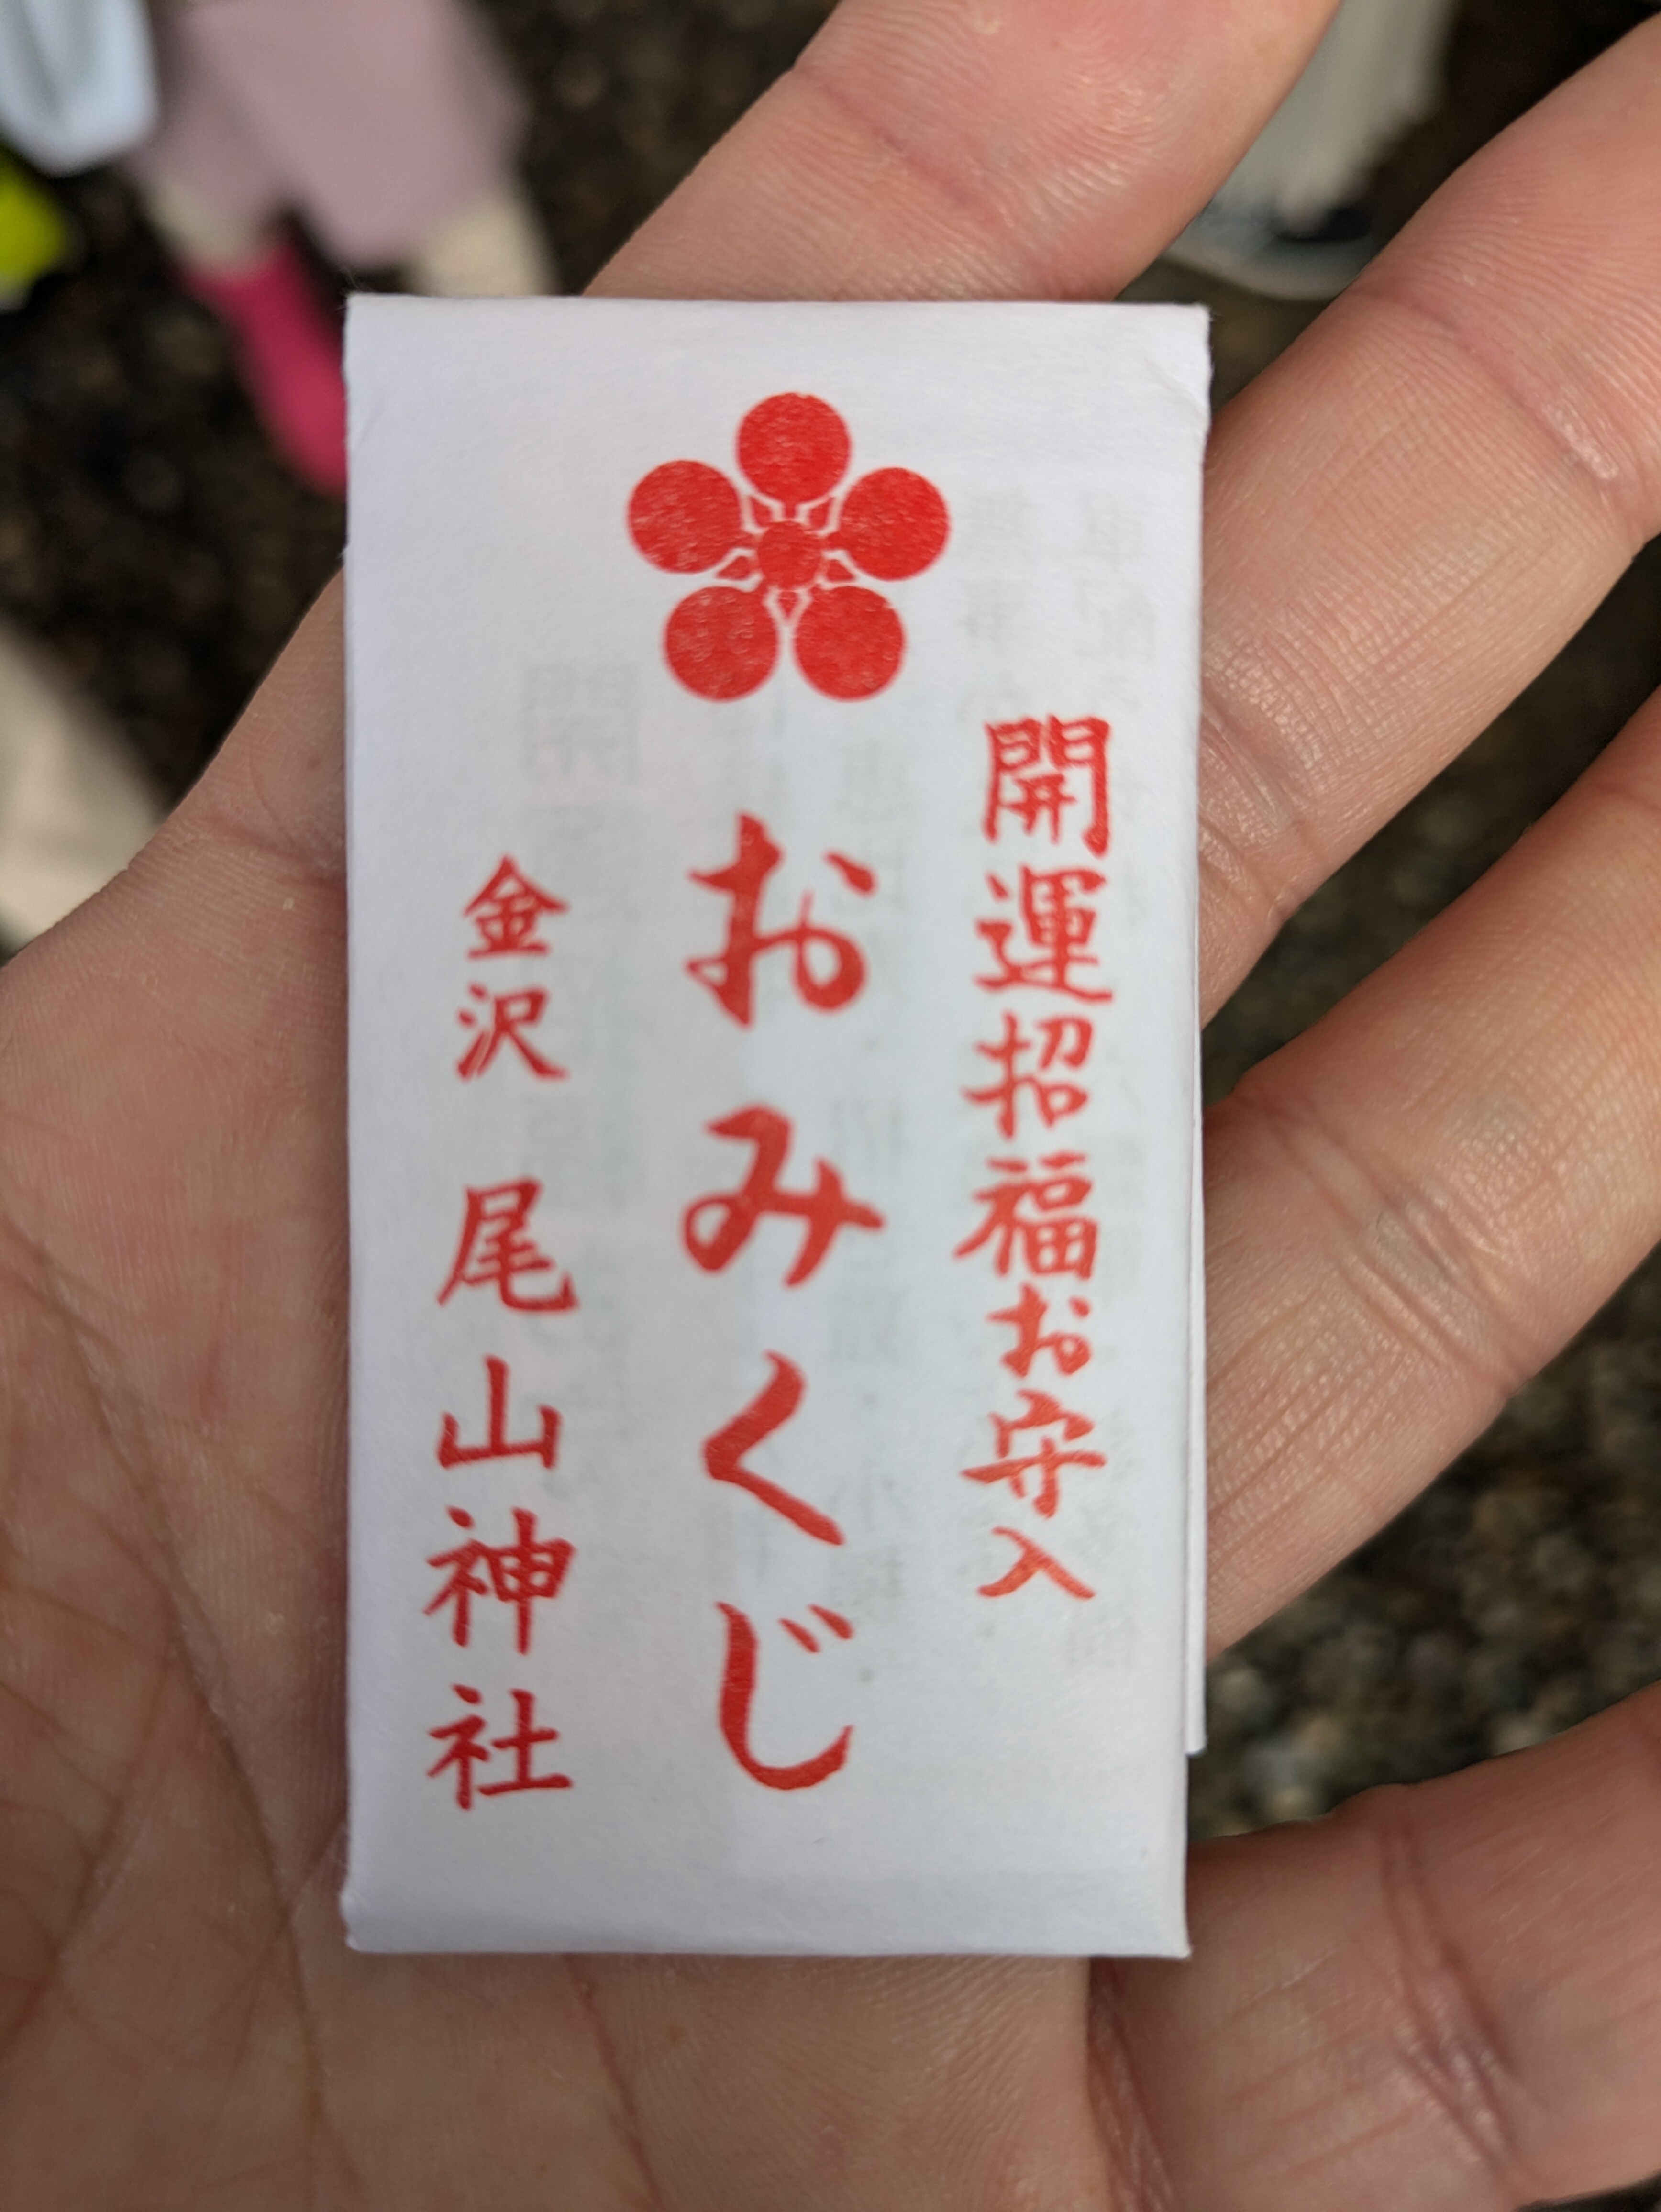 開運招福お守入
おみくじ
金沢 尾山神社